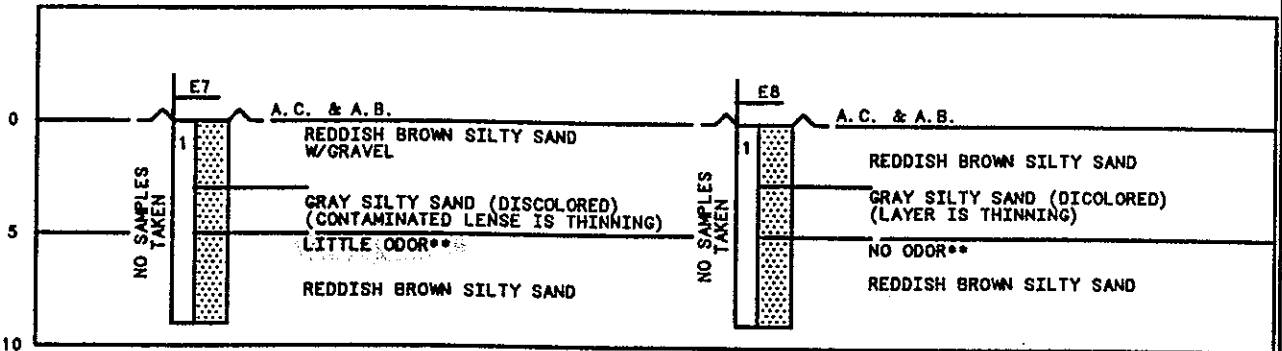 E7
E8
0
A.C. & A.B.
A.C. & A.B.
1
REDDISH BROWN SILTY SAND
W/GRAVEL
1
REDDISH BROWN SILTY SAND
NO SAMPLES
TAKEN
GRAY SILTY SAND (DISCOLORED)
(CONTAMINATED LENSE IS THINNING)
NO SAMPLES
TAKEN
GRAY SILTY SAND (DICOLORED)
(LAYER IS THINNING)
5
LITTLE ODOR**
NO ODOR**
REDDISH BROWN SILTY SAND
REDDISH BROWN SILTY SAND
10